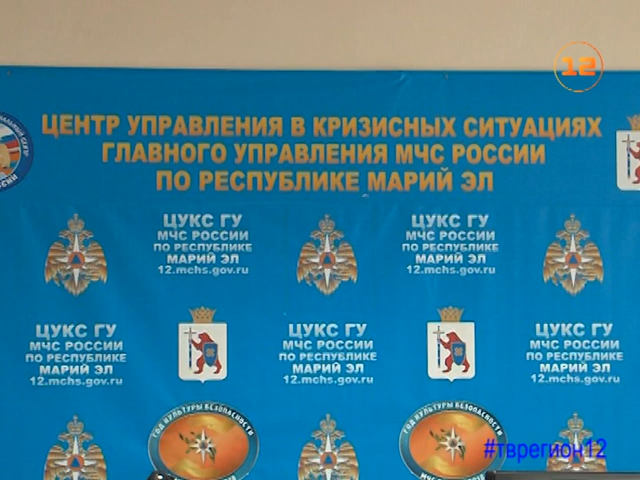 12
ЦЕНТР УПРАВЛЕНИЯ В КРИЗИСНЫХ СИТУАЦИЯХ
ГЛАВНОГО УПРАВЛЕНИЯ МЧС РОССИИ
ПО РЕСПУБЛИКЕ МАРИЙ ЭЛ
ЦУКС ГУ
МЧС РОССИИ
ПО РЕСПУБЛИКЕ
МАРИЙ ЭЛ
12.mchs.gov.ru
ЦУКС ГУ
МЧС РОССИИ
ПО РЕСПУБЛИКЕ
МАРИЙ ЭЛ
12.mchs.gov.ru
ЦУКС ГУ
МЧС РОССИИ
ПО РЕСПУБЛИКЕ
МАРИЙ ЭЛ
12.mchs.gov.ru
ЦУКС ГУ
МЧС РОССИИ
ПО РЕСПУБЛИКЕ
МАРИЙ ЭЛ
12.mchs.gov.ru
ЦУКС ГУ
МЧС РОССИИ
ПО РЕСПУБЛИКЕ
МАРИЙ ЭЛ
12.mchs.gov.ru
ГОД КУЛЬТУРЫ БЕЗОПАСНОСТИ
ГОД КУЛЬТУРЫ БЕЗОПАСНОСТИ
#тврегион12